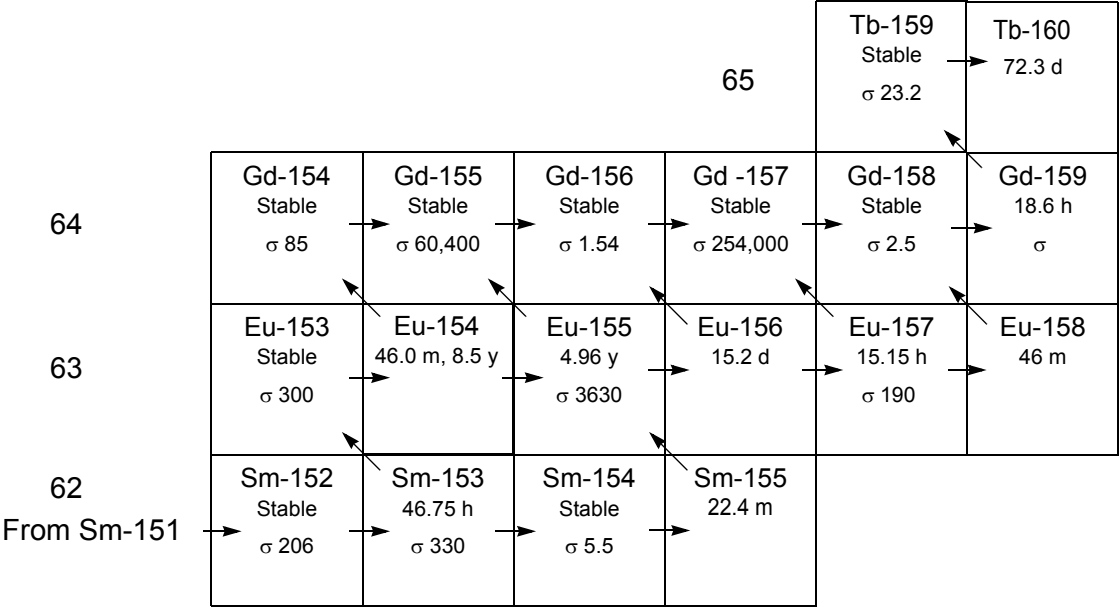 65
Tb-159
Stable
σ 23.2
Tb-160
72.3 d
64
Gd-154
Stable
σ 85
Gd-155
Stable
σ 60,400
Gd-156
Stable
σ 1.54
Gd -157
Stable
σ 254,000
Gd-158
Stable
σ 2.5
Gd-159
18.6 h
σ
63
Eu-153
Stable
σ 300
Eu-154
46.0 m, 8.5 y
Eu-155
4.96 y
σ 3630
Eu-156
15.2 d
Eu-157
15.15 h
σ 190
Eu-158
46 m
62
From Sm-151
Sm-152
Stable
σ 206
Sm-153
46.75 h
σ 330
Sm-154
Stable
σ 5.5
Sm-155
22.4 m